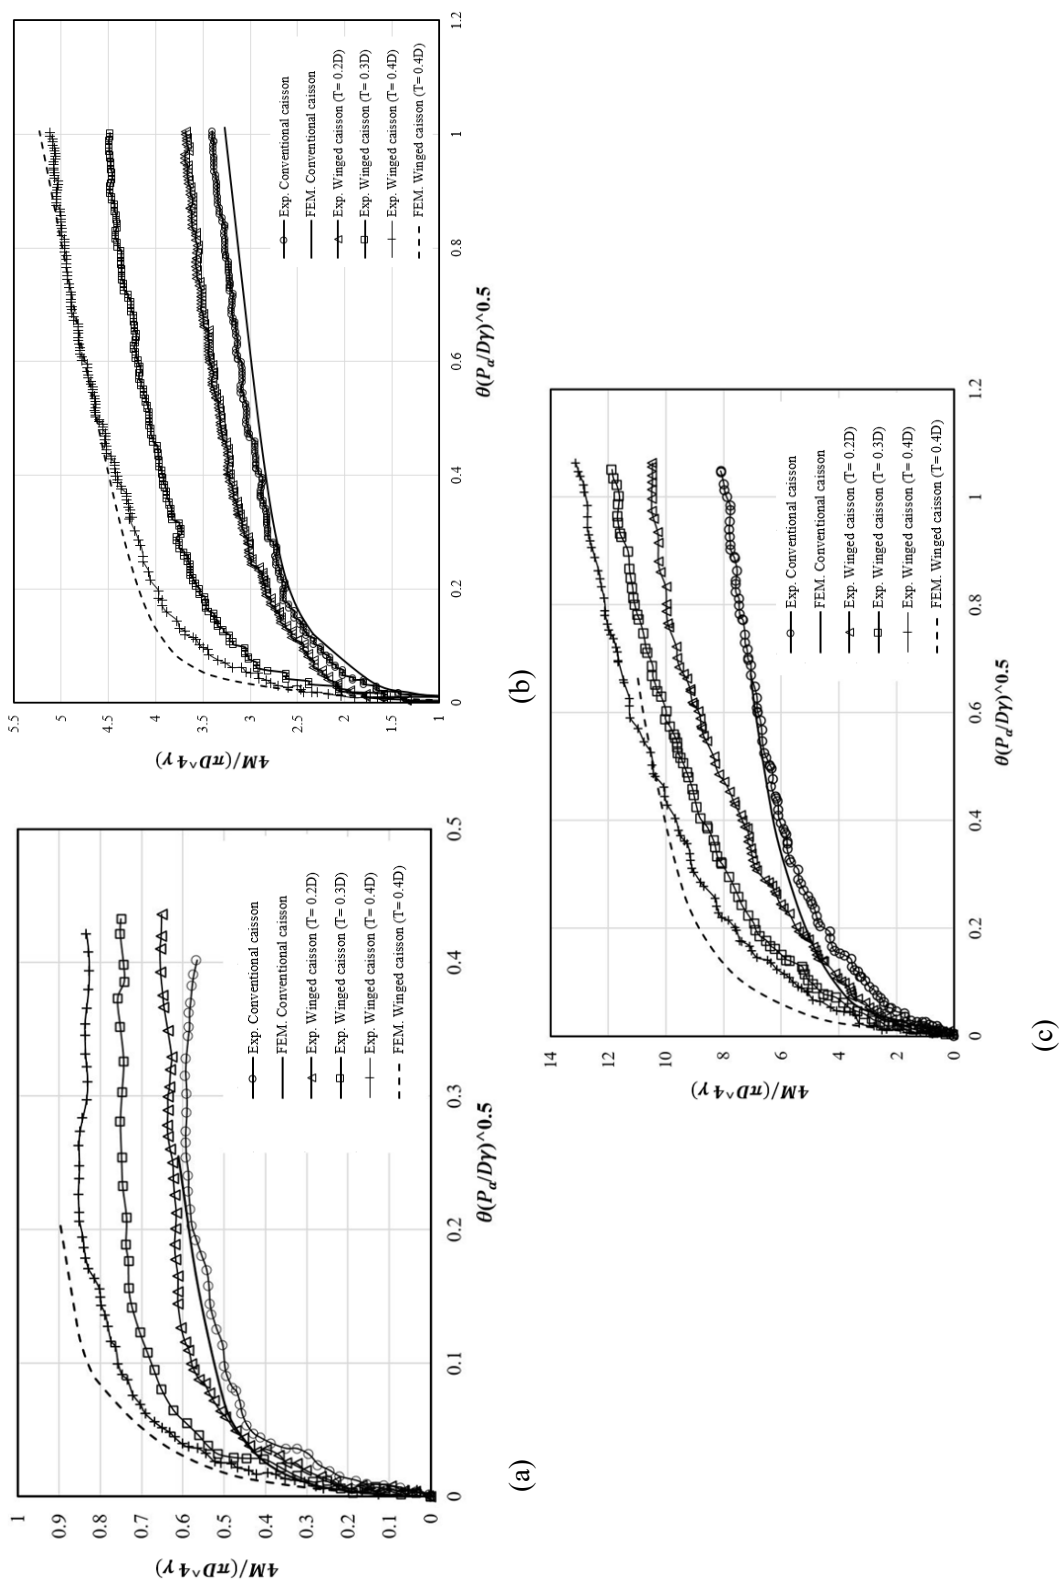 1
0.9
0.8
0.7
0.6
0.5
0.4
0.3
0.2
0.1
0
4M/(πD^4γ)
0
0.1
0.2
0.3
0.4
0.5
θ(Pₐ/Dγ)^0.5
Exp. Conventional caisson
FEM. Conventional caisson
Exp. Winged caisson (T= 0.2D)
Exp. Winged caisson (T= 0.3D)
Exp. Winged caisson (T= 0.4D)
FEM. Winged caisson (T= 0.4D)
(a)
5.5
5
4.5
4
3.5
3
2.5
2
1.5
1
4M/(πD^4γ)
0
0.2
0.4
0.6
0.8
1
1.2
θ(Pₐ/Dγ)^0.5
Exp. Conventional caisson
FEM. Conventional caisson
Exp. Winged caisson (T= 0.2D)
Exp. Winged caisson (T= 0.3D)
Exp. Winged caisson (T= 0.4D)
FEM. Winged caisson (T= 0.4D)
(b)
14
12
10
8
6
4
2
0
4M/(πD^4γ)
0
0.2
0.4
0.6
0.8
1
1.2
θ(Pₐ/Dγ)^0.5
Exp. Conventional caisson
FEM. Conventional caisson
Exp. Winged caisson (T= 0.2D)
Exp. Winged caisson (T= 0.3D)
Exp. Winged caisson (T= 0.4D)
FEM. Winged caisson (T= 0.4D)
(c)